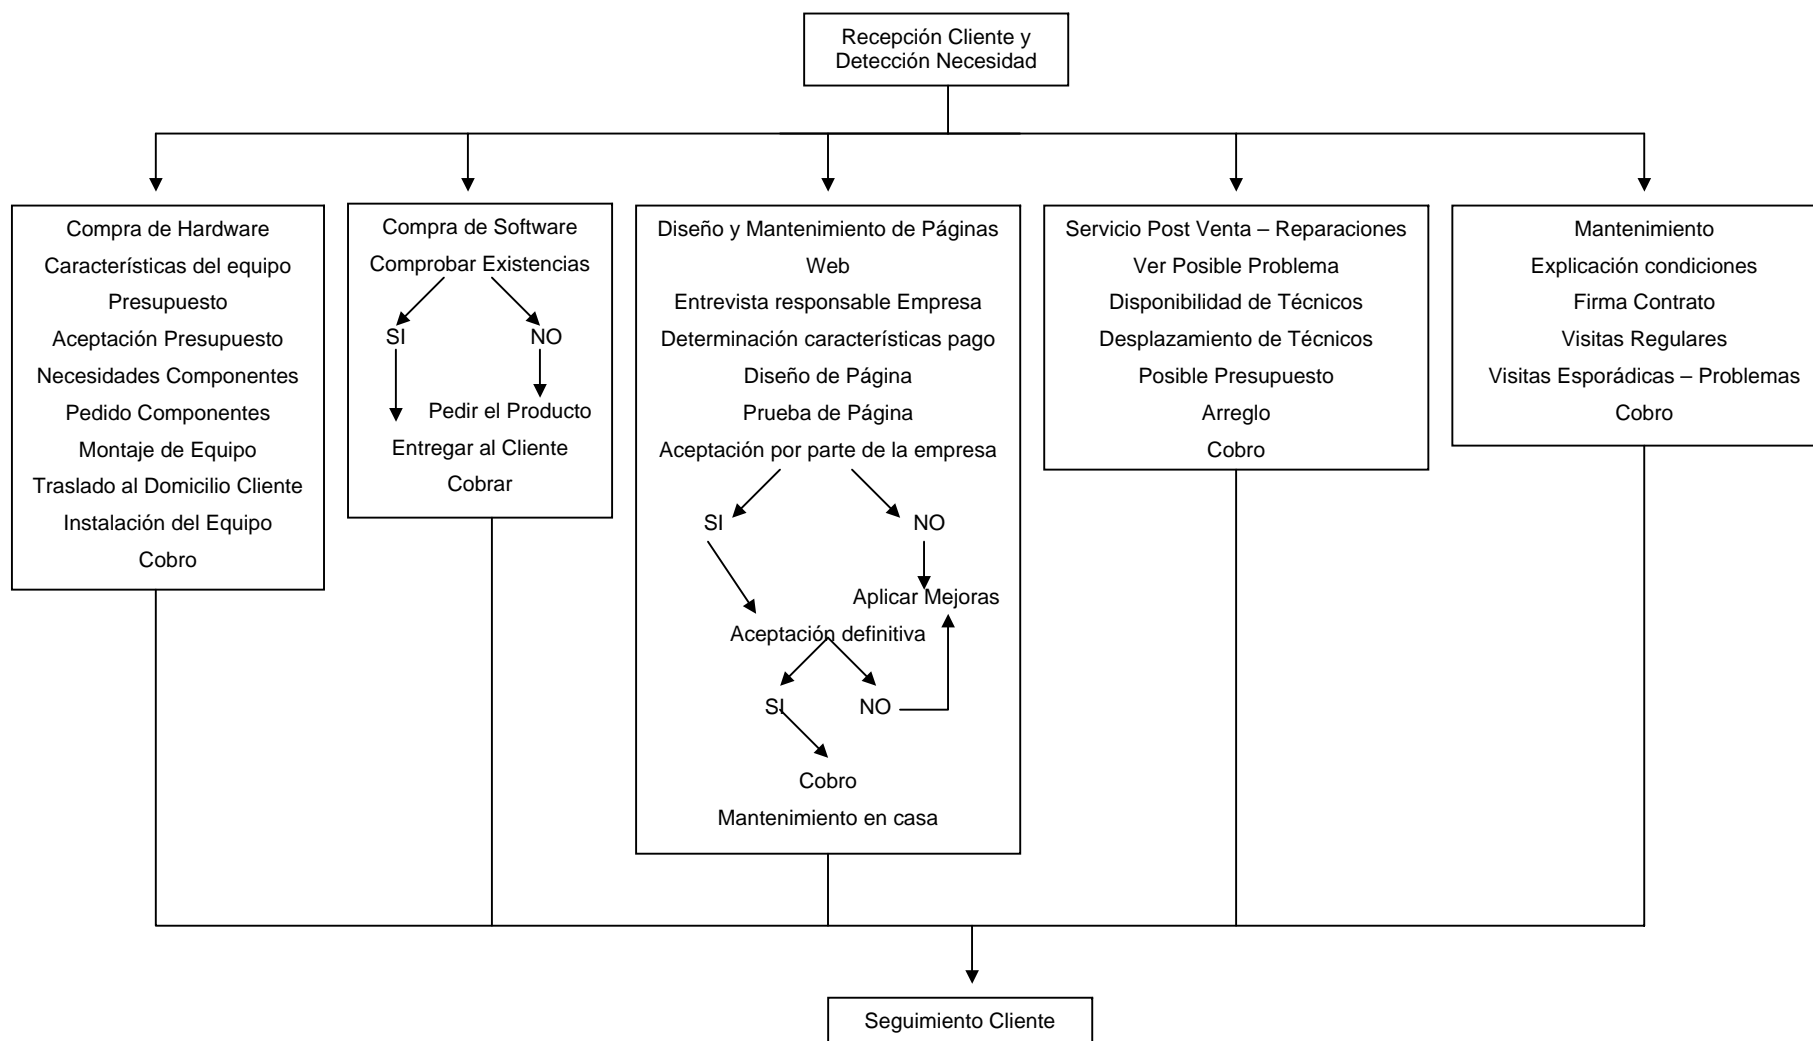 Recepción Cliente y
Detección Necesidad
Compra de Hardware
Característícas del equipo
Presupuesto
Aceptación Presupuesto
Necesidades Componentes
Pedido Componentes
Montaje de Equipo
Traslado al Domicilio Cliente
Instalación del Equipo
Cobro
Compra de Software
Comprobar Existencias
SI
NO
Pedir el Producto
Entregar al Cliente
Cobrar
Diseño y Mantenimiento de Páginas
Web
Entrevista responsable Empresa
Determinación características pago
Diseño de Página
Prueba de Página
Aceptación por parte de la empresa
SI
NO
Aplicar Mejoras
Aceptación definitiva
SI
NO
Cobro
Mantenimiento en casa
Servicio Post Venta – Reparaciones
Ver Posible Problema
Disponibilidad de Técnicos
Desplazamiento de Técnicos
Posible Presupuesto
Arreglo
Cobro
Mantenimiento
Explicación condiciones
Firma Contrato
Visitas Regulares
Visitas Esporádicas – Problemas
Cobro
Seguimiento Cliente